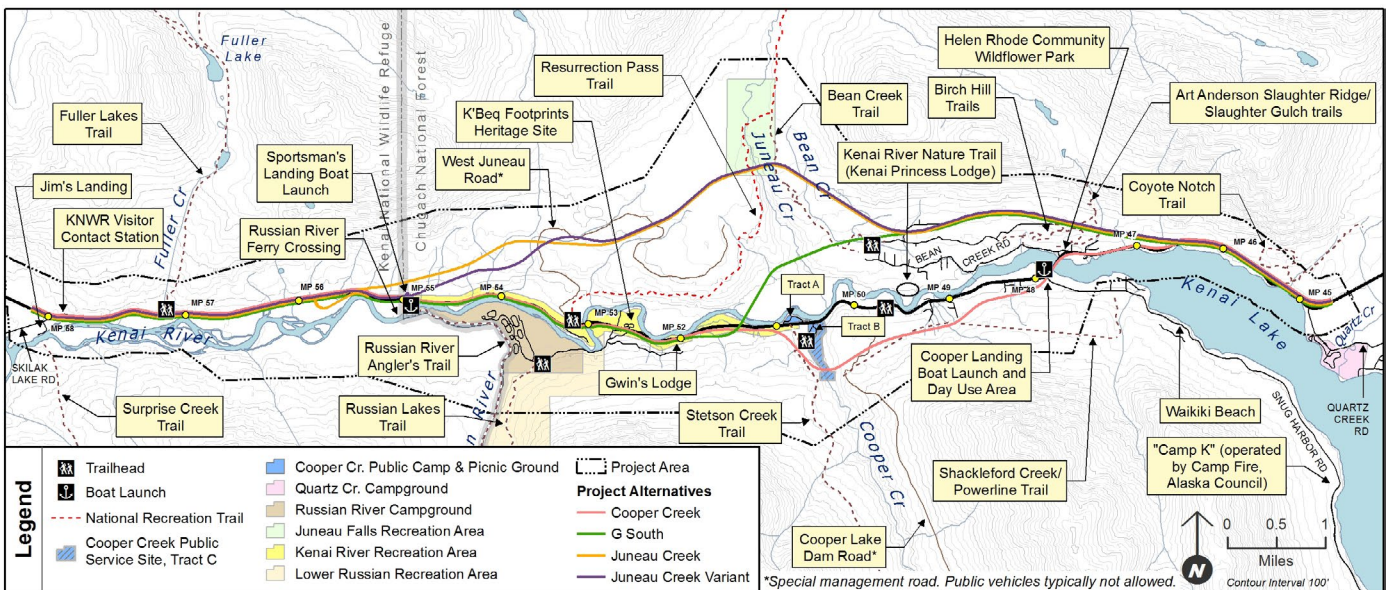 Fuller
Lake
Fuller Lakes
Trail
Jim's Landing
KNWR Visitor
Contact Station
Fuller Cr
Sportsman's
Landing Boat
Launch
Russian River
Ferry Crossing
Kenai National Wildlife Refuge
Chugach National Forest
K'Beq Footprints
Heritage Site
West Juneau
Road*
Resurrection Pass
Trail
Juneau Cr
Bean Cr
Bean Creek
Trail
Helen Rhode Community
Wildflower Park
Birch Hill
Trails
Art Anderson Slaughter Ridge/
Slaughter Gulch trails
Kenai River Nature Trail
(Kenai Princess Lodge)
Coyote Notch
Trail
BEAN
CREEK RD
MP 58
MP 57
MP 56
MP 55
MP 54
MP 53
MP 52
Tract A
Tract B
MP 50
MP 49
MP 48
MP 47
MP 46
MP 45
Kenai River
SKILAK
LAKE RD
Surprise Creek
Trail
Russian River
Angler's Trail
Russian Lakes
Trail
n River
Gwin's Lodge
Stetson Creek
Trail
Cooper Cr
Cooper Lake
Dam Road*
Cooper Landing
Boat Launch and
Day Use Area
Shackleford Creek/
Powerline Trail
Kenai
Lake
Waikiki Beach
Quartz Cr
QUARTZ
CREEK
RD
SNUG HARBOR RD
"Camp K" (operated
by Camp Fire,
Alaska Council)
Legend
Trailhead
Boat Launch
National Recreation Trail
Cooper Creek Public
Service Site, Tract C
Cooper Cr. Public Camp & Picnic Ground
Quartz Cr. Campground
Russian River Campground
Juneau Falls Recreation Area
Kenai River Recreation Area
Lower Russian Recreation Area
Project Area
Project Alternatives
Cooper Creek
G South
Juneau Creek
Juneau Creek Variant
*Special management road. Public vehicles typically not allowed.
N
0 0.5 1
Miles
Contour Interval 100'